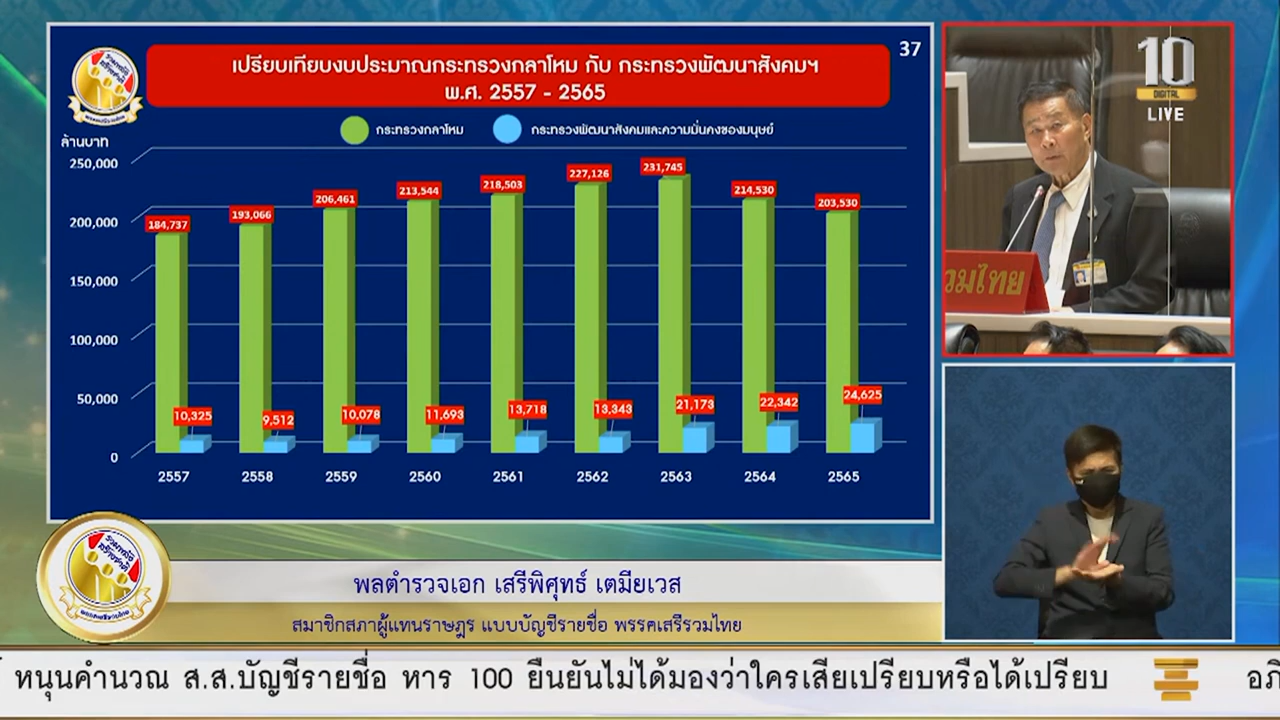 เปรียบเทียบงบประมาณกระทรวงกลาโหม กับ กระทรวงพัฒนาสังคมฯ
พ.ศ. 2557 - 2565
37
กระทรวงกลาโหม
กระทรวงพัฒนาสังคมและความมั่นคงของมนุษย์
ล้านบาท
250,000
200,000
150,000
100,000
50,000
0
184,737
193,066
206,461
213,544
218,503
227,126
231,745
214,530
203,530
10,325
9,512
10,078
11,693
13,718
13,343
21,173
22,342
24,625
2557
2558
2559
2560
2561
2562
2563
2564
2565
10
DIGITAL
LIVE
วมไทย
พลตำรวจเอก เสรีพิศุทธ์ เตมียเวส
สมาชิกสภาผู้แทนราษฎร แบบบัญชีรายชื่อ พรรคเสรีรวมไทย
หนุนคำนวณ ส.ส.บัญชีรายชื่อ หาร 100 ยืนยันไม่ได้มองว่าใครเสียเปรียบหรือได้เปรียบ
อภิ